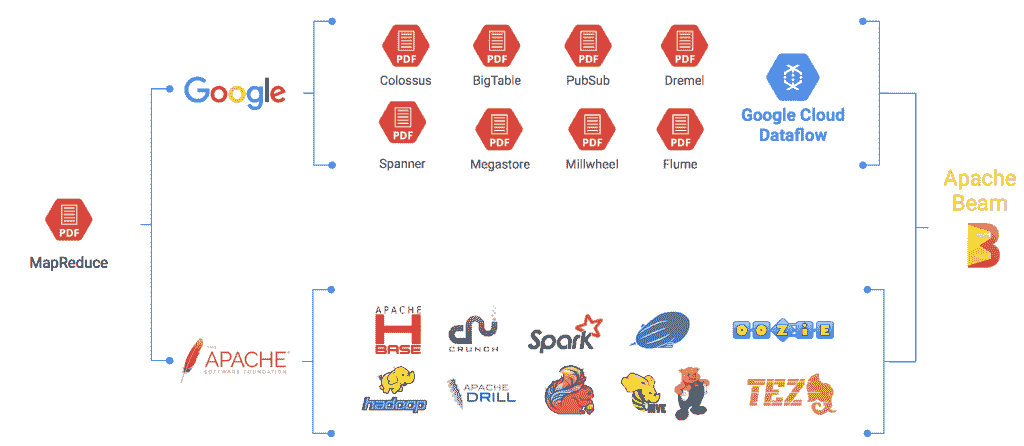 PDF
MapReduce
Google
PDF PDF PDF PDF
Colossus BigTable PubSub Dremel
PDF PDF PDF PDF
Spanner Megastore Millwheel Flume
Google Cloud
Dataflow
THE
APACHE
SOFTWARE FOUNDATION
APACHE
H
BASE
CRUNCH
Spark
OOZIE
hadoop
APACHE
DRILL
HIVE
TEZ
Apache
Beam